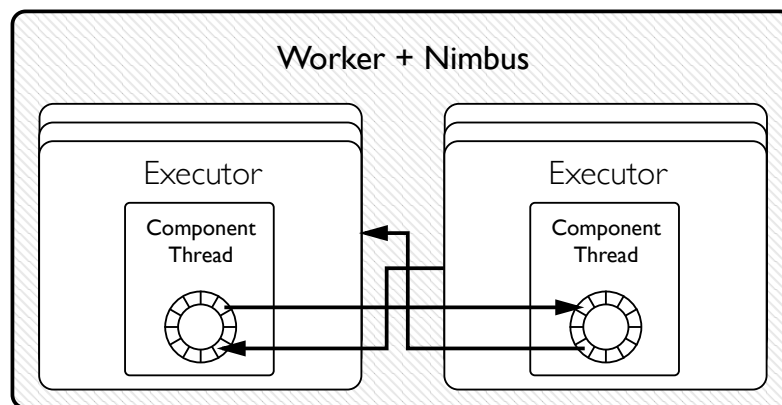 Worker + Nimbus
Executor
Component
Thread
Executor
Component
Thread